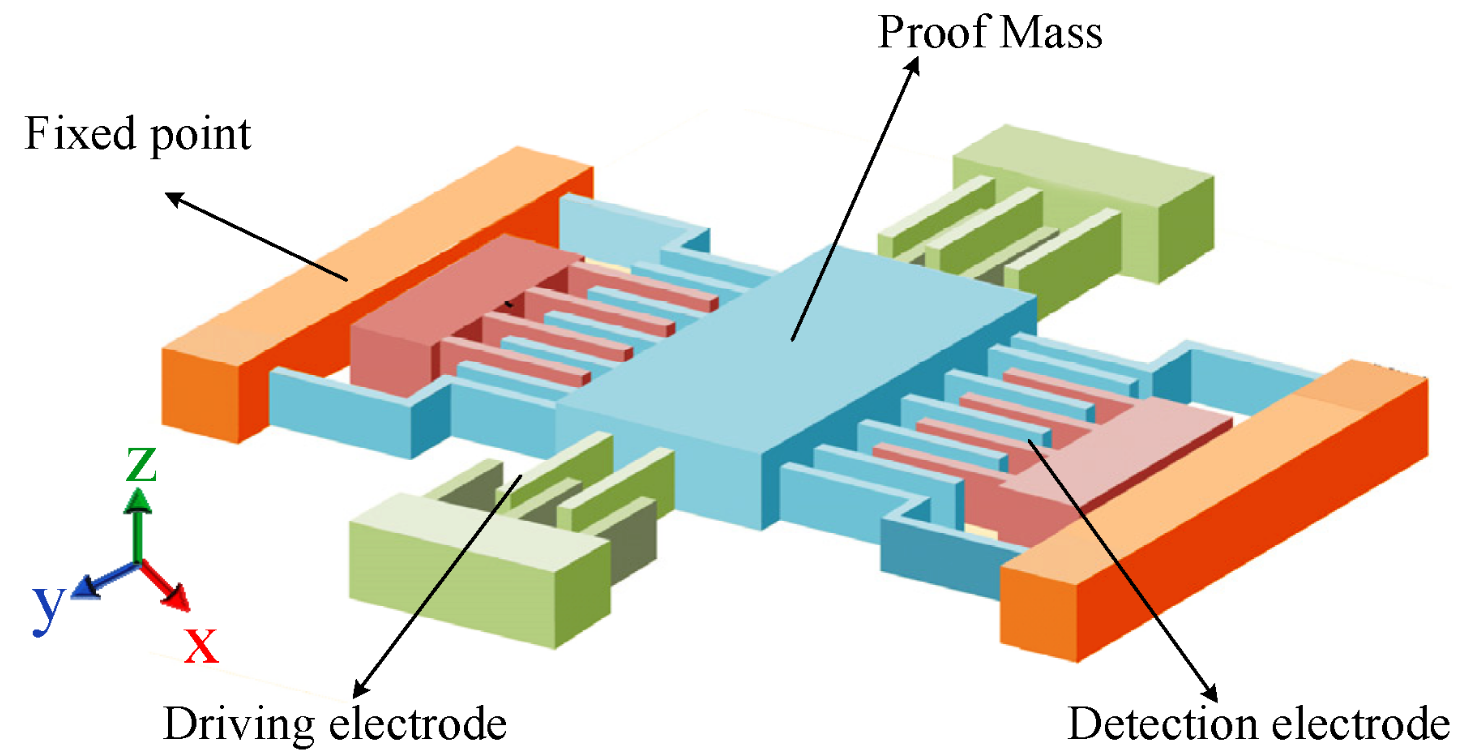 Proof Mass
Fixed point
z
y
x
Driving electrode
Detection electrode